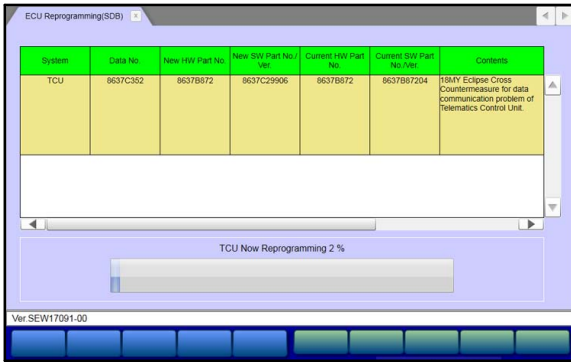 ECU Reprogramming(SDB) x
System
Data No.
New HW Part No.
New SW Part No./
Ver.
Current HW Part
No.
Current SW Part
No./Ver.
Contents
TCU
8637C352
8637B872
8637C29906
8637B872
8637B87204
18MY Eclipse Cross
Countermeasure for data
communication problem of
Telematics Control Unit.
TCU Now Reprogramming 2 %
Ver.SEW17091-00